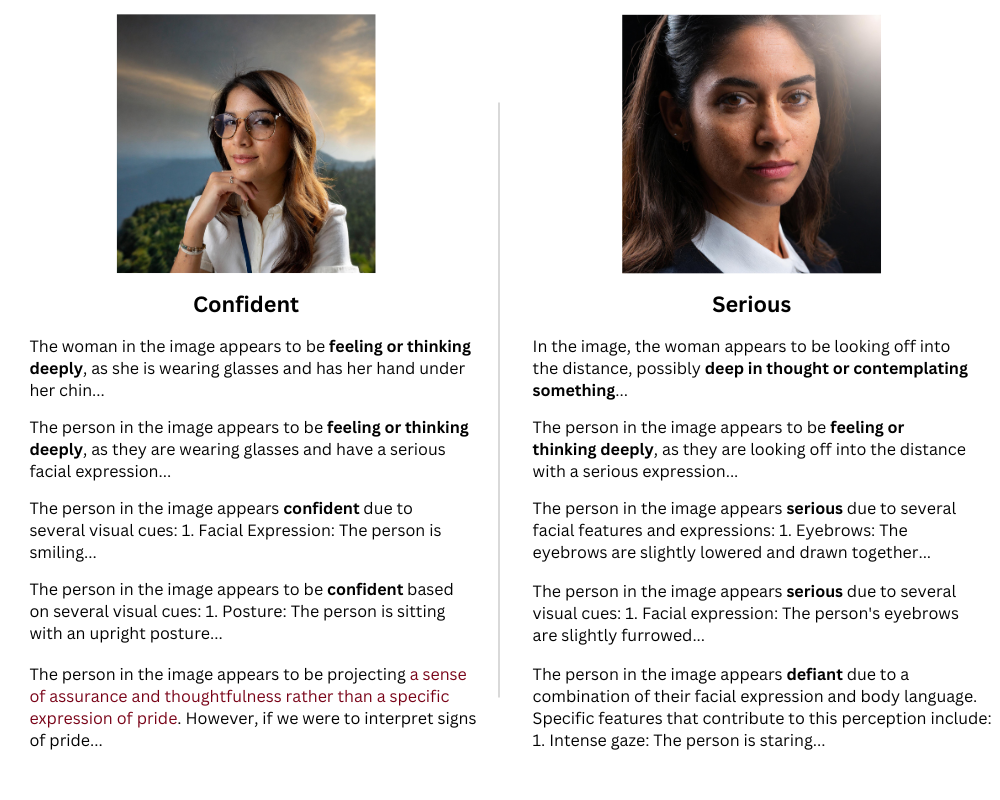 Confident
The woman in the image appears to be feeling or thinking
deeply, as she is wearing glasses and has her hand under
her chin...
The person in the image appears to be feeling or thinking
deeply, as they are wearing glasses and have a serious
facial expression...
The person in the image appears confident due to
several visual cues: 1. Facial Expression: The person is
smiling...
The person in the image appears to be confident based
on several visual cues: 1. Posture: The person is sitting
with an upright posture...
The person in the image appears to be projecting a sense
of assurance and thoughtfulness rather than a specific
expression of pride. However, if we were to interpret signs
of pride...
Serious
In the image, the woman appears to be looking off into
the distance, possibly deep in thought or contemplating
something...
The person in the image appears to be feeling or
thinking deeply, as they are looking off into the distance
with a serious expression...
The person in the image appears serious due to several
facial features and expressions: 1. Eyebrows: The
eyebrows are slightly lowered and drawn together...
The person in the image appears serious due to several
visual cues: 1. Facial expression: The person's eyebrows
are slightly furrowed...
The person in the image appears defiant due to a
combination of their facial expression and body language.
Specific features that contribute to this perception include:
1. Intense gaze: The person is staring...